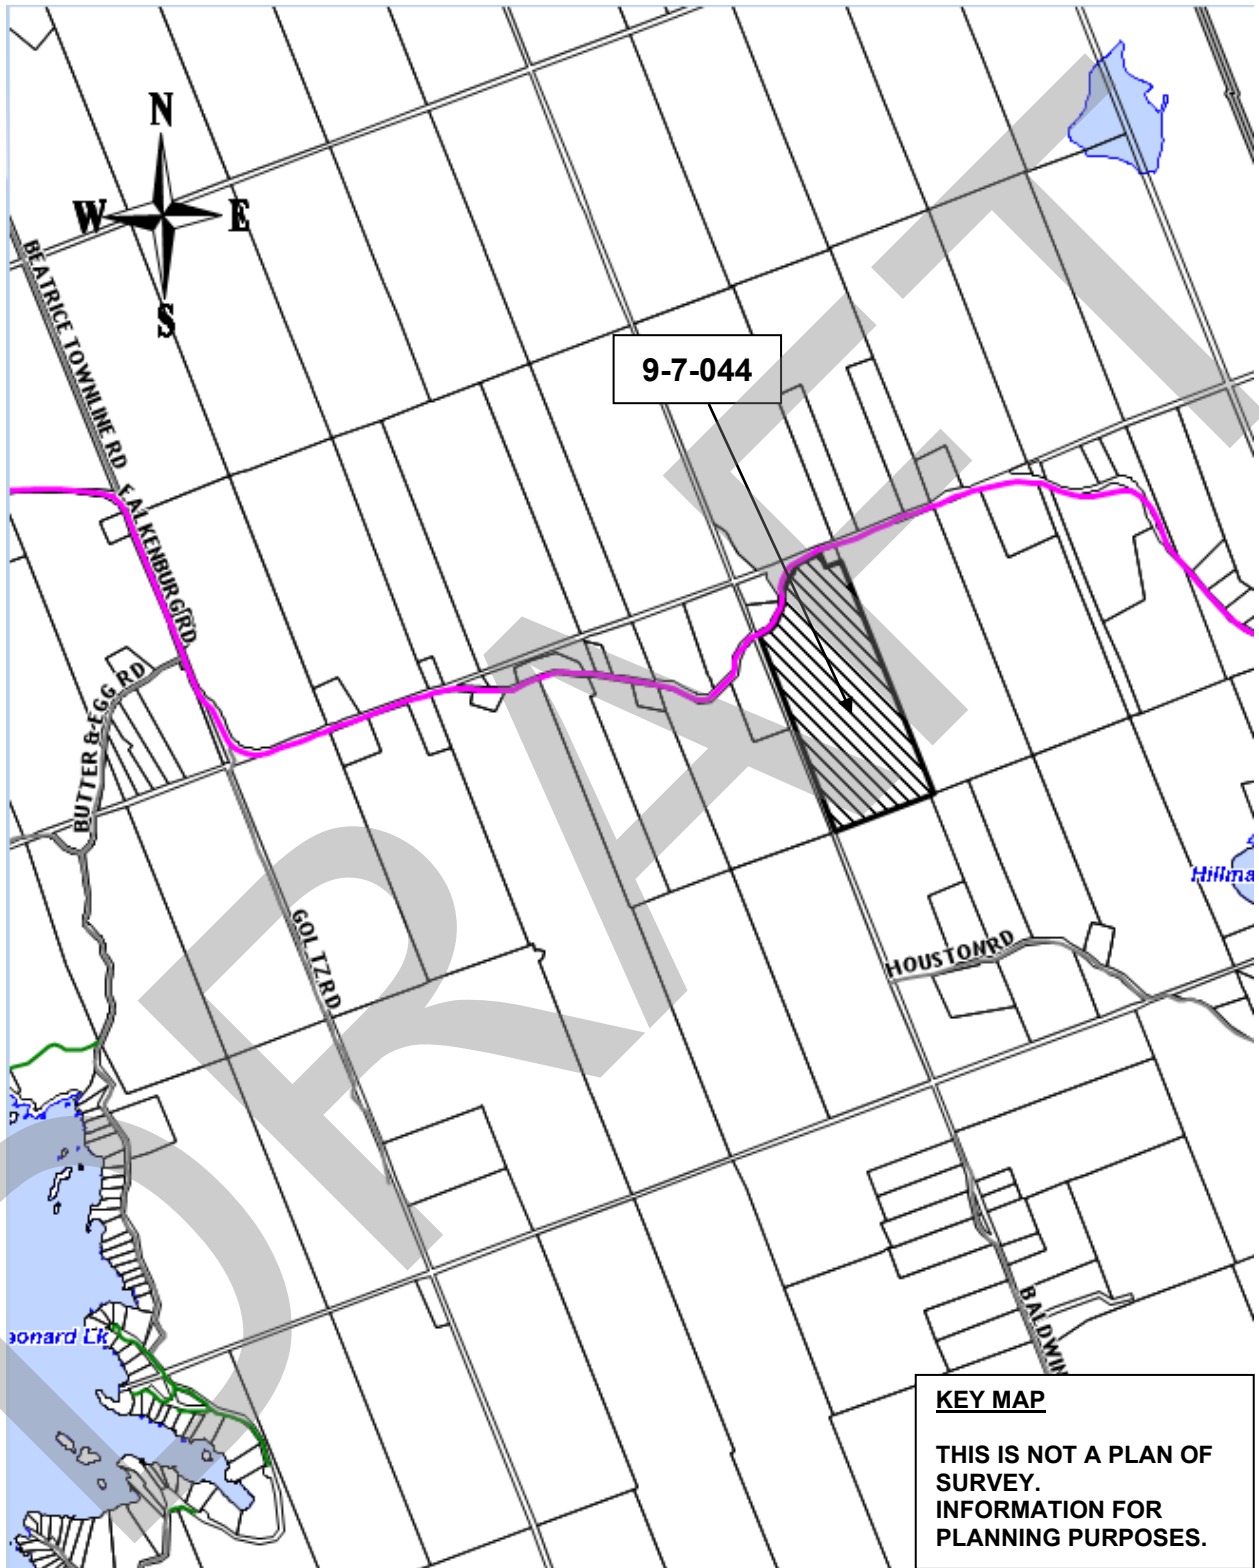 N
W E
S
BEATRICE TOWNLINE RD
9-7-044
FALKENBURG RD
BUTTER & EGG RD
Hillma
GOLTZ RD
HOUSTON RD
eonard Lk
BALDWIN
DRAFT
KEY MAP
THIS IS NOT A PLAN OF
SURVEY.
INFORMATION FOR
PLANNING PURPOSES.